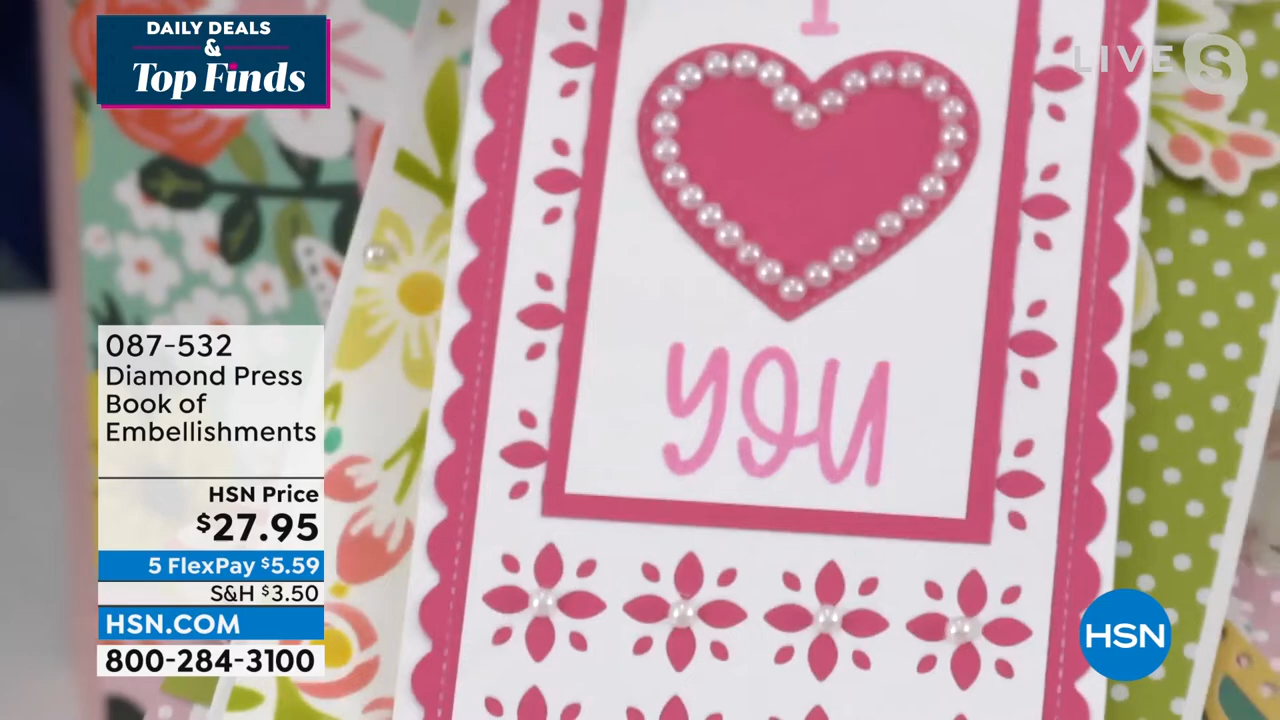 DAILY DEALS
&
Top Finds
LIVE S
I
YOU
087-532
Diamond Press
Book of
Embellishments
HSN Price
$27.95
5 FlexPay $5.59
S&H $3.50
HSN.COM
800-284-3100
HSN